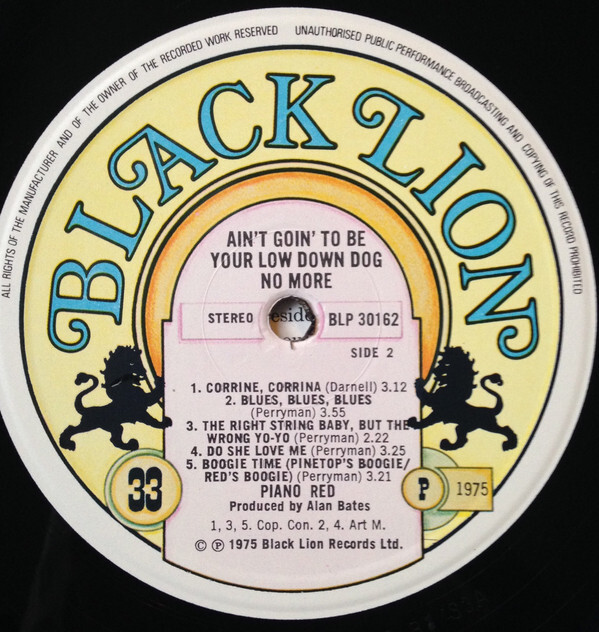 ALL RIGHTS OF THE MANUFACTURER AND OF THE OWNER OF THE RECORDED WORK RESERVED UNAUTHORISED PUBLIC PERFORMANCE BROADCASTING AND COPYING OF THIS RECORD PROHIBITED
BLACK LION
AIN'T GOIN' TO BE
YOUR LOW DOWN DOG
NO MORE
STEREO
eside
BLP 30162
SIDE 2
1. CORRINE, CORRINA (Darnell) 3.12
2. BLUES, BLUES, BLUES
(Perryman) 3.55
3. THE RIGHT STRING BABY, BUT THE
WRONG YO-YO (Perryman) 2.22
4. DO SHE LOVE ME (Perryman) 3.25
5. BOOGIE TIME (PINETOP'S BOOGIE/
RED'S BOOGIE) (Perryman) 3.21
PIANO RED
Produced by Alan Bates
1, 3, 5. Cop. Con. 2, 4. Art M.
© ℗ 1975 Black Lion Records Ltd.
33
P 1975